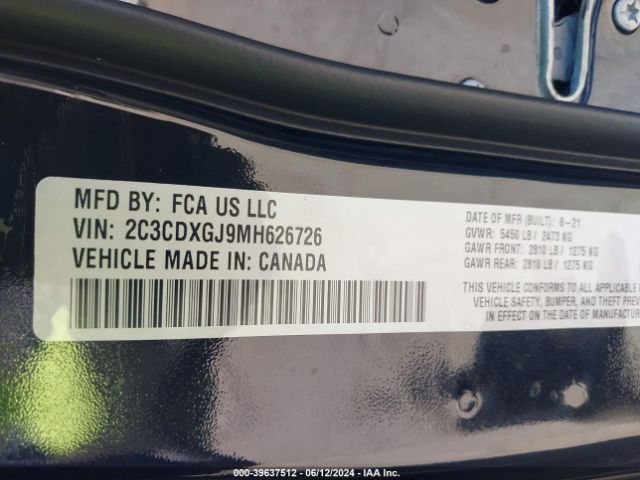 MFD BY: FCA US LLC
VIN: 2C3CDXGJ9MH626726
VEHICLE MADE IN: CANADA
DATE OF MFR (BUILT): 8-21
GVWR: 5450 LB / 2473 KG
GAWR FRONT: 2810 LB / 1275 KG
GAWR REAR: 2810 LB / 1275 KG
THIS VEHICLE CONFORMS TO ALL APPLICABLE
VEHICLE SAFETY, BUMPER, AND THEFT PREV
IN EFFECT ON THE DATE OF MANUFACTUR
000-39637512 - 06/12/2024 - IAA Inc.